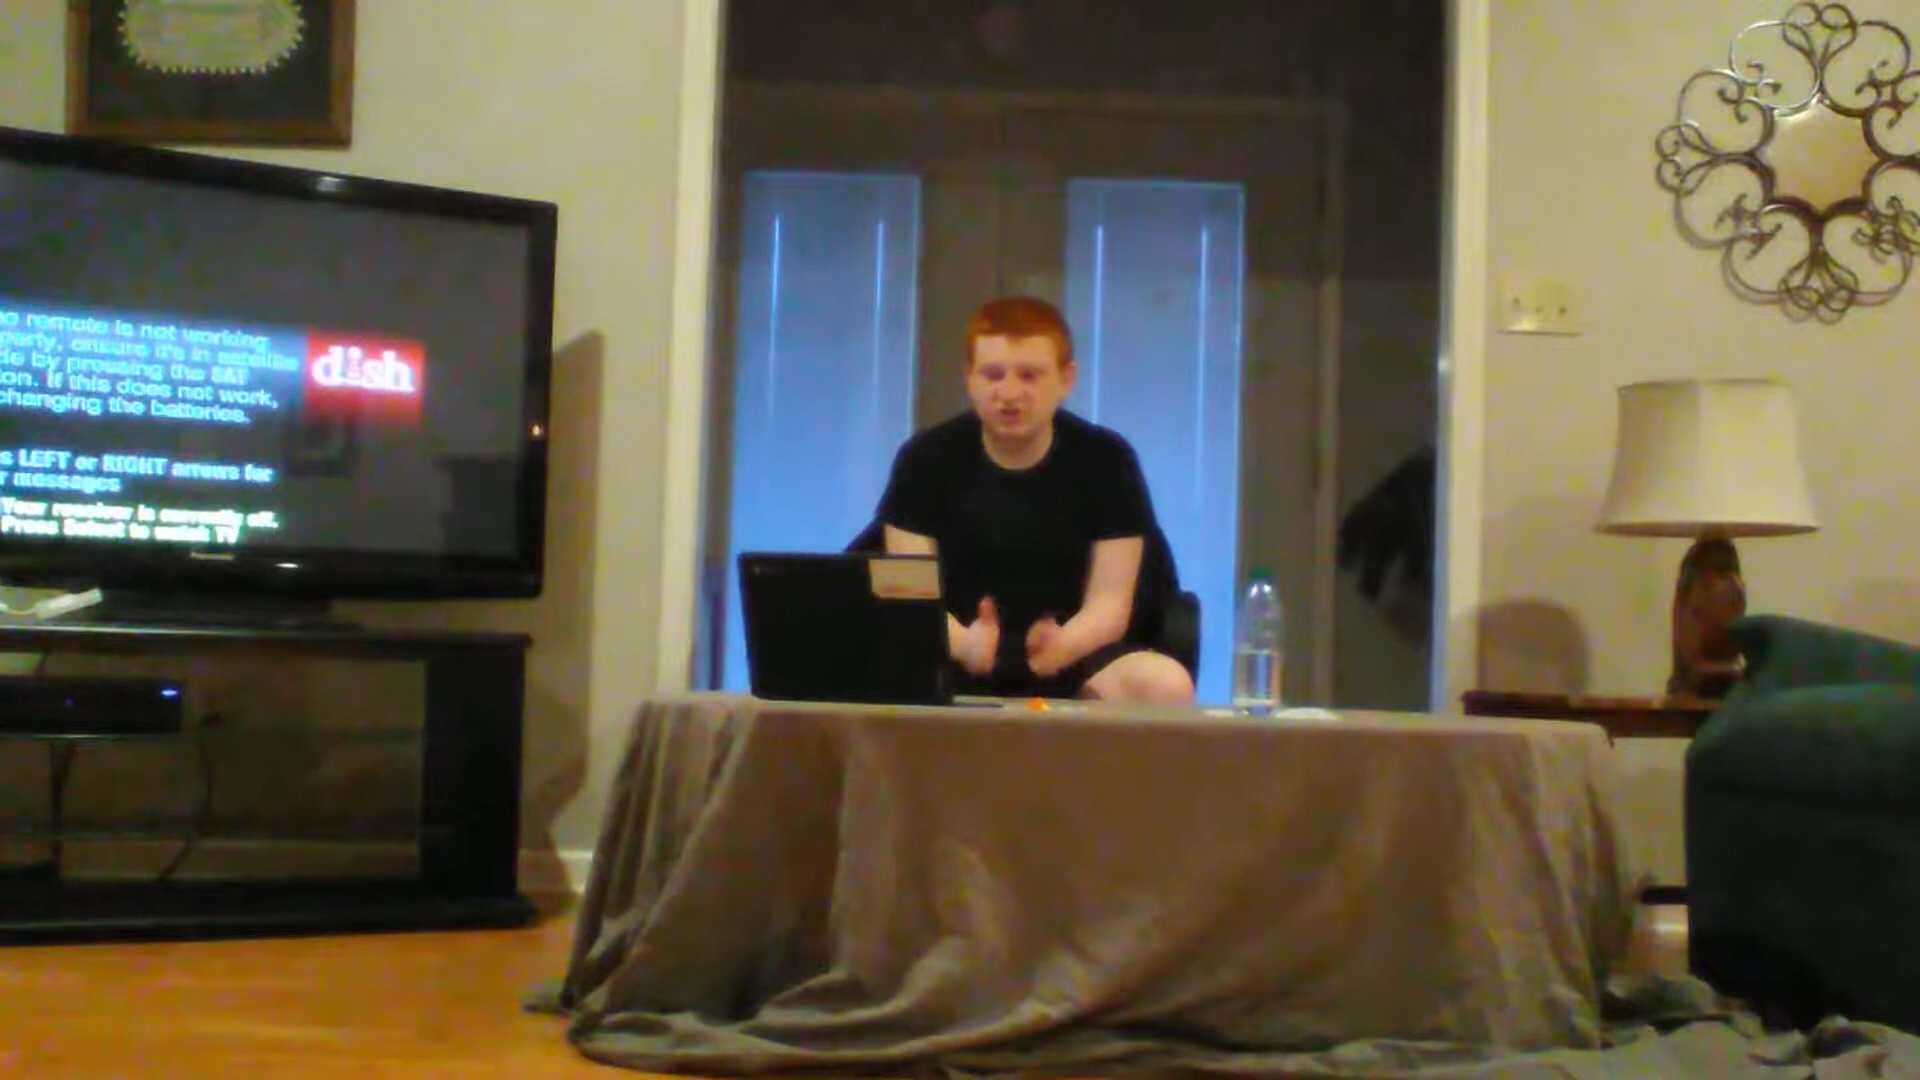 remote is not working
ensure it's in satellite
by pressing the SAT
If this does not work,
changing the batteries.
LEFT or RIGHT arrows for
messages
Your receiver is currently off.
Press Select to watch TV
dish